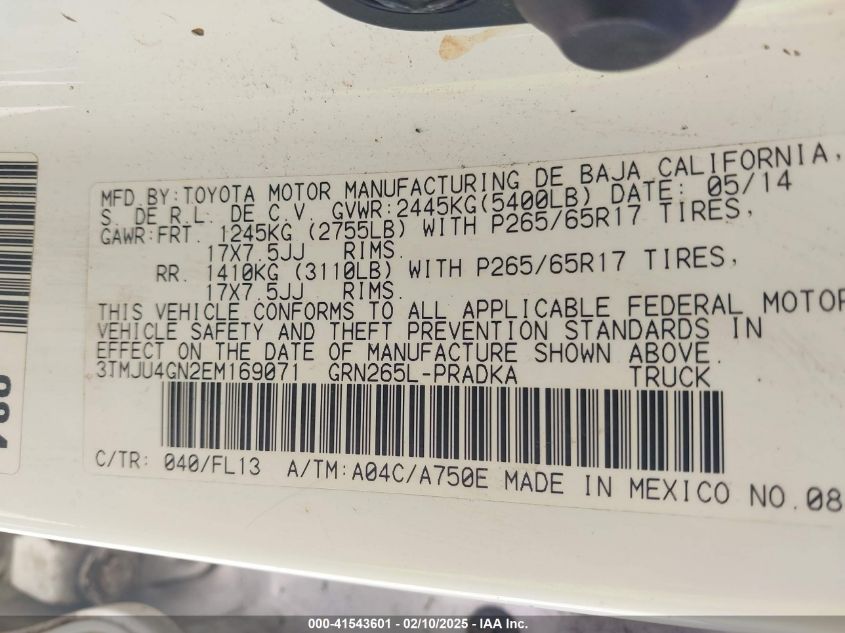 MFD.BY:TOYOTA MOTOR MANUFACTURING DE BAJA CALIFORNIA,
S. DE R.L. DE C.V. GVWR:2445KG(5400LB) DATE: 05/14
GAWR:FRT. 1245KG (2755LB) WITH P265/65R17 TIRES,
17X7.5JJ RIMS.
RR. 1410KG (3110LB) WITH P265/65R17 TIRES,
17X7.5JJ RIMS.
THIS VEHICLE CONFORMS TO ALL APPLICABLE FEDERAL MOTOR
VEHICLE SAFETY AND THEFT PREVENTION STANDARDS IN
EFFECT ON THE DATE OF MANUFACTURE SHOWN ABOVE.
3TMJU4GN2EM169071 GRN265L-PRADKA TRUCK
C/TR: 040/FL13 A/TM:A04C/A750E MADE IN MEXICO NO.08
000-41543601 - 02/10/2025 - IAA Inc.